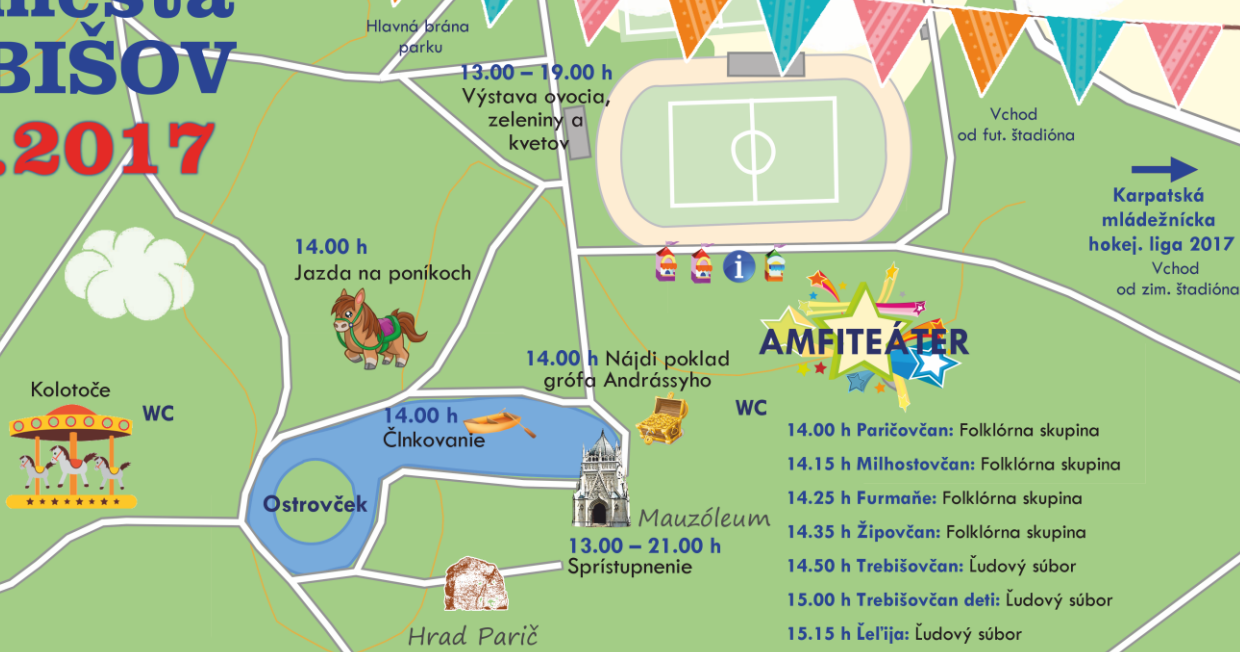 mesta
BIŠOV
.2017
Hlavná brána
parku
13.00 – 19.00 h
Výstava ovocia,
zeleniny a
kvetov
Vchod
od fut. štadióna
Karpatská
mládežnícka
hokej. liga 2017
Vchod
od zim. štadióna
14.00 h
Jazda na poníkoch
i
AMFITEÁTER
14.00 h Nájdi poklad
grófa Andrássyho
Kolotoče
WC
WC
14.00 h
Člnkovanie
Ostrovček
Mauzóleum
13.00 – 21.00 h
Sprístupnenie
Hrad Parič
14.00 h Paričovčan: Folklórna skupina
14.15 h Milhostovčan: Folklórna skupina
14.25 h Furmaňe: Folklórna skupina
14.35 h Žipovčan: Folklórna skupina
14.50 h Trebišovčan: Ľudový súbor
15.00 h Trebišovčan deti: Ľudový súbor
15.15 h Ľeľija: Ľudový súbor